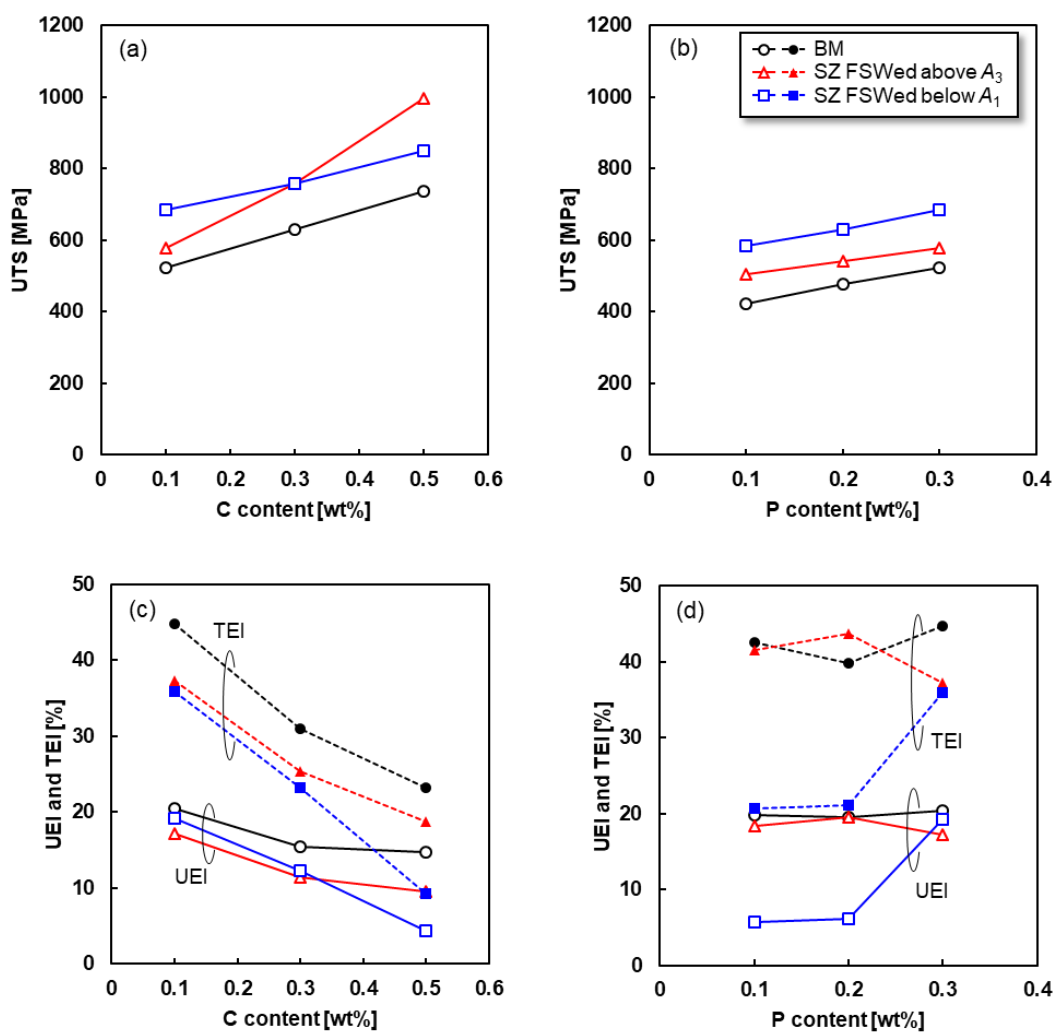 (a)
1200
1000
800
600
400
200
0
UTS [MPa]
0 0.1 0.2 0.3 0.4 0.5 0.6
C content [wt%]
(b)
BM
SZ FSWed above A3
SZ FSWed below A1
1200
1000
800
600
400
200
0
UTS [MPa]
0 0.1 0.2 0.3 0.4
P content [wt%]
(c)
TEl
UEl
50
40
30
20
10
0
UEl and TEl [%]
0 0.1 0.2 0.3 0.4 0.5 0.6
C content [wt%]
(d)
TEl
UEl
50
40
30
20
10
0
UEl and TEl [%]
0 0.1 0.2 0.3 0.4
P content [wt%]